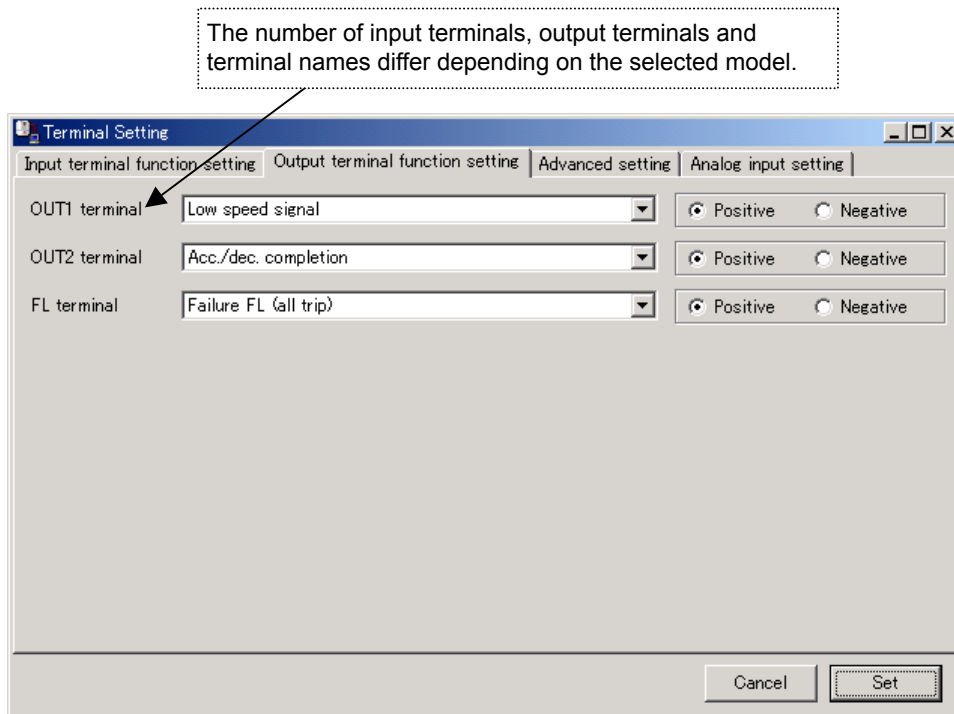 The number of input terminals, output terminals and
terminal names differ depending on the selected model.
Terminal Setting
Input terminal function setting Output terminal function setting Advanced setting Analog input setting
OUT1 terminal Low speed signal Positive Negative
OUT2 terminal Acc./dec. completion Positive Negative
FL terminal Failure FL (all trip) Positive Negative
Cancel Set